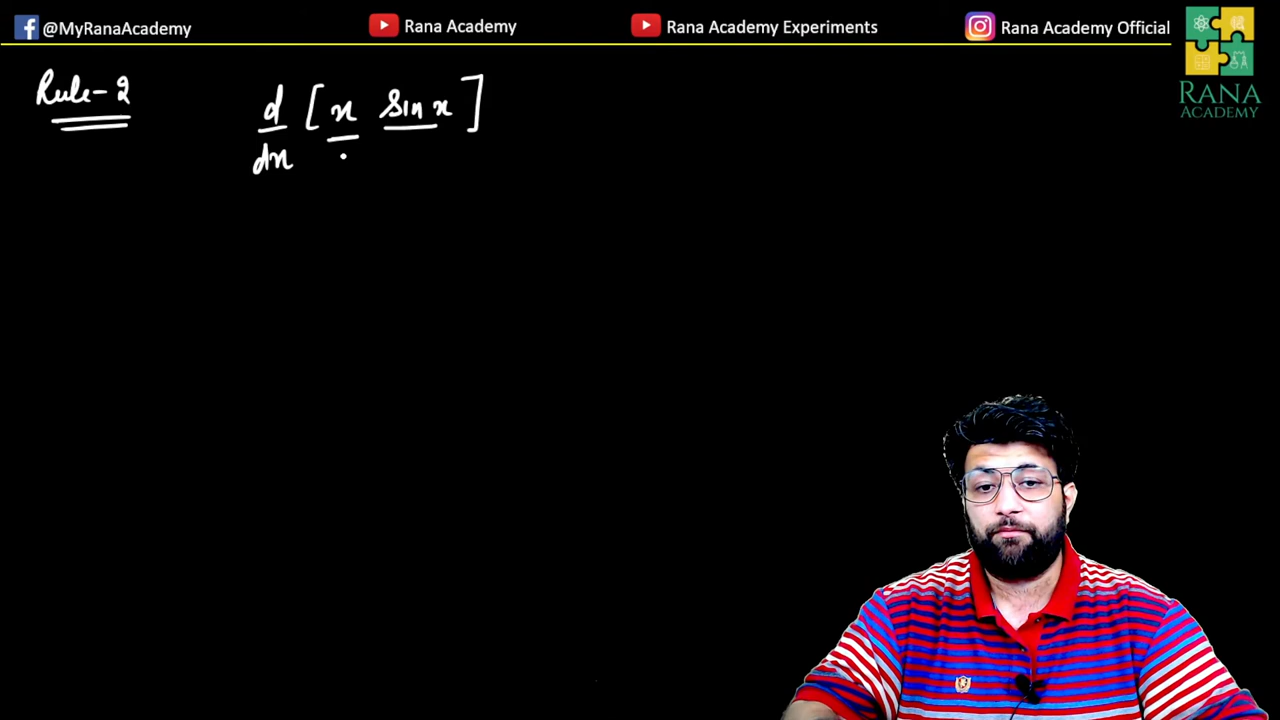 @MyRanaAcademy
Rana Academy
Rana Academy Experiments
Rana Academy Official
RANA
ACADEMY
Rule-2
d/dx [x sin x]